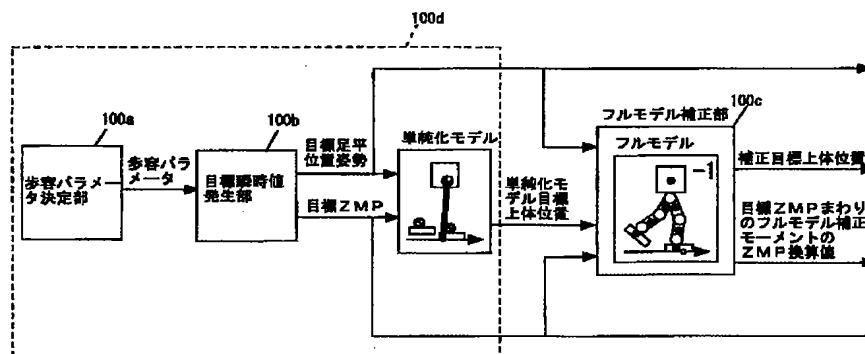 100d
100a
歩容パラメ
ータ決定部
歩容パラ
メータ
100b
目標瞬時値
発生部
目標足平
位置姿勢
目標ZMP
単純化モデル
単純化モ
デル目標
上体位置
100c
フルモデル補正部
フルモデル
-1
補正目標上体位置
目標ZMPまわり
のフルモデル補正
モーメントの
ZMP換算値